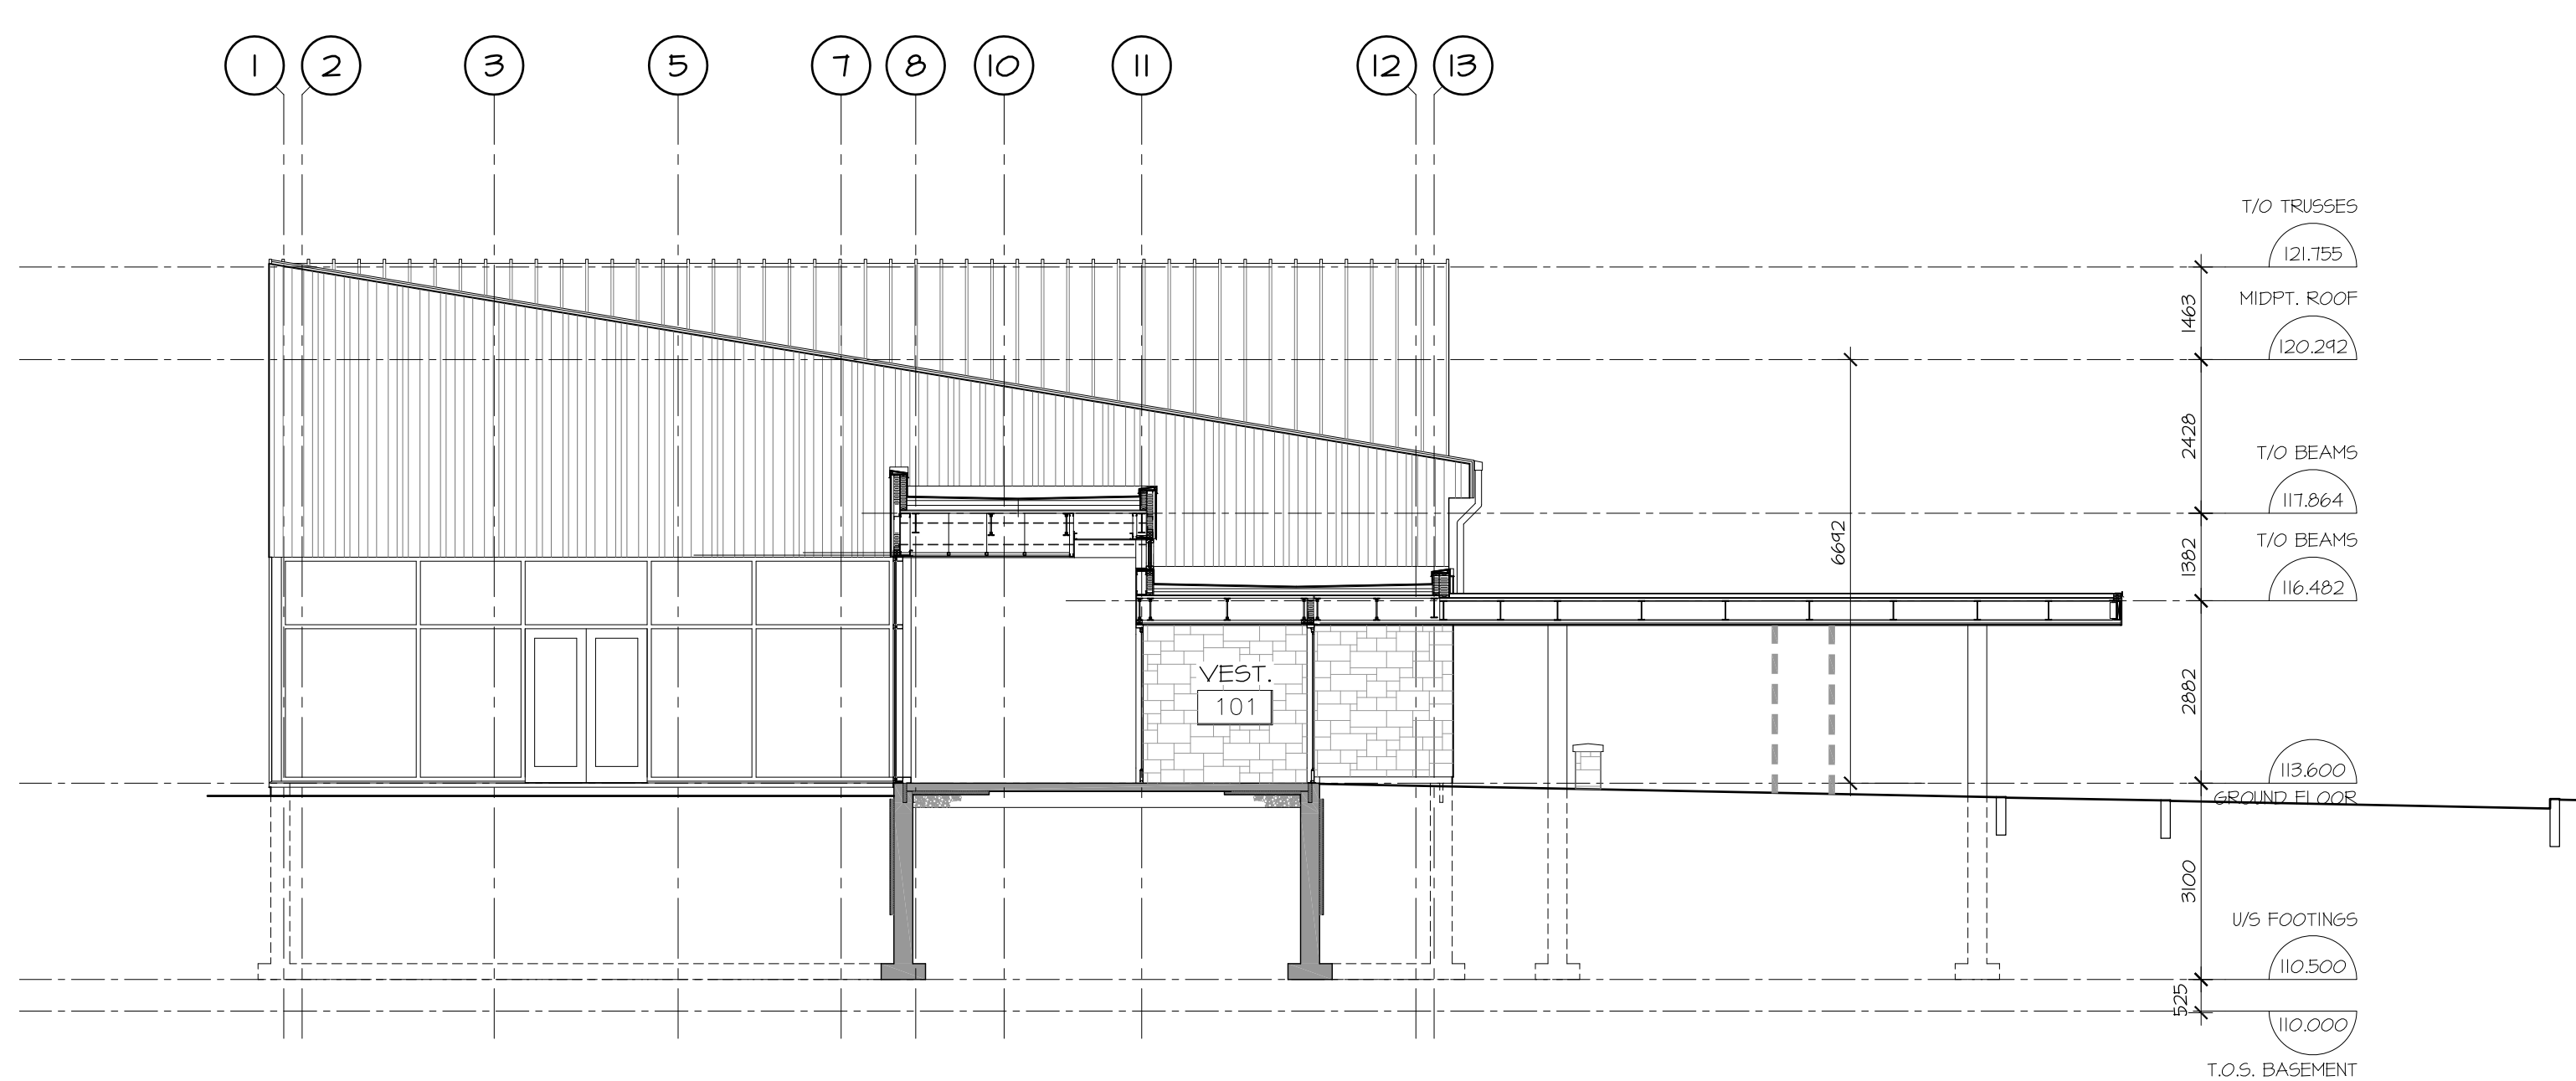 1 2 3 5 7 8 10 11 12 13
T/O TRUSSES
121.755
1463
MIDPT. ROOF
120.292
2428
T/O BEAMS
117.864
6692
1382
T/O BEAMS
116.482
VEST.
101
2882
113.600
GROUND FLOOR
3100
U/S FOOTINGS
110.500
525
110.000
T.O.S. BASEMENT